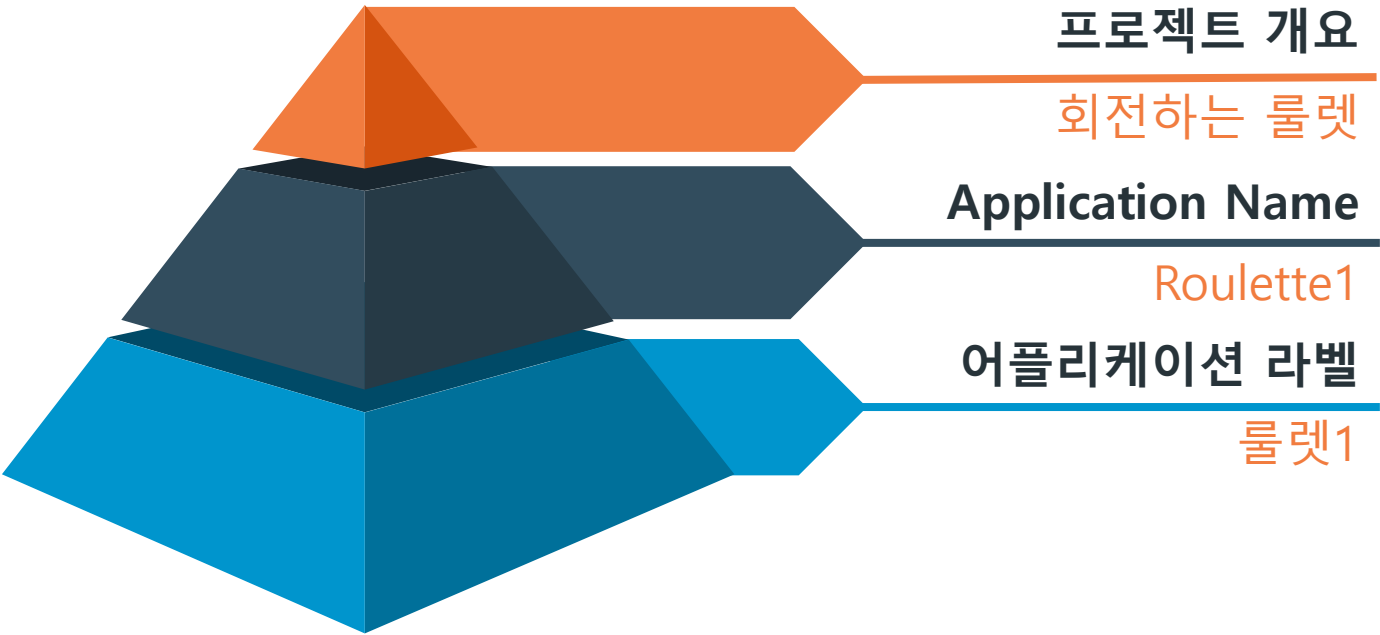 프로젝트 개요
회전하는 룰렛
Application Name
Roulette1
어플리케이션 라벨
룰렛1